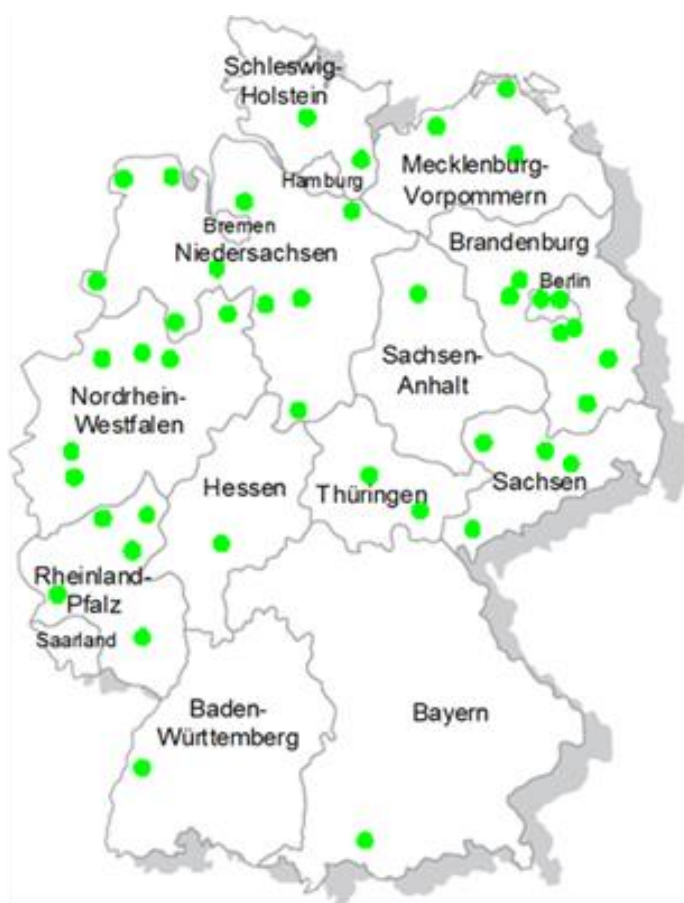 Schleswig-
Holstein
Hamburg
Mecklenburg-
Vorpommern
Bremen
Niedersachsen
Brandenburg
Berlin
Sachsen-
Anhalt
Nordrhein-
Westfalen
Hessen
Thüringen
Sachsen
Rheinland-
Pfalz
Saarland
Baden-
Württemberg
Bayern